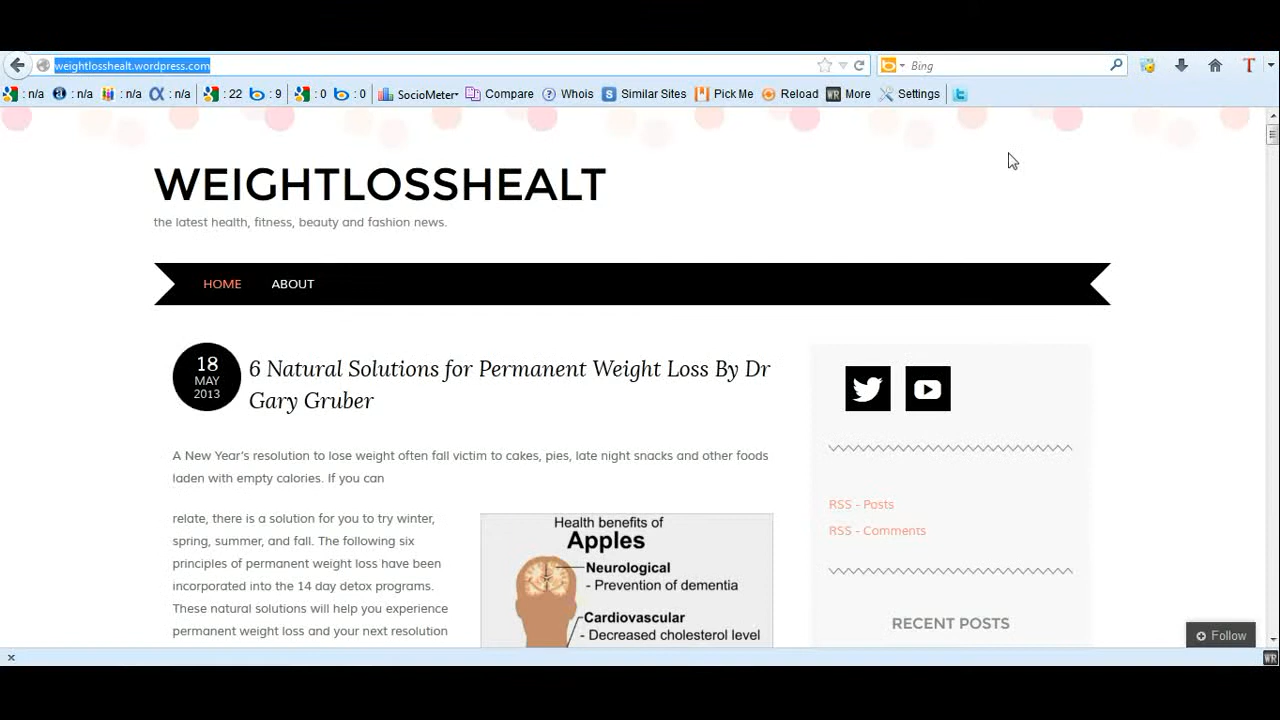 weightlosshealt.wordpress.com
Bing
: n/a : n/a : n/a : n/a : 22 : 9 : 0 : 0 SocioMeter Compare Whois Similar Sites Pick Me Reload More Settings
WEIGHTLOSSHEALT
the latest health, fitness, beauty and fashion news.
HOME ABOUT
18
MAY
2013
6 Natural Solutions for Permanent Weight Loss By Dr
Gary Gruber
A New Year's resolution to lose weight often fall victim to cakes, pies, late night snacks and other foods
laden with empty calories. If you can
relate, there is a solution for you to try winter,
spring, summer, and fall. The following six
principles of permanent weight loss have been
incorporated into the 14 day detox programs.
These natural solutions will help you experience
permanent weight loss and your next resolution
Health benefits of
Apples
Neurological
- Prevention of dementia
Cardiovascular
- Decreased cholesterol level
RSS - Posts
RSS - Comments
RECENT POSTS
Follow
WR